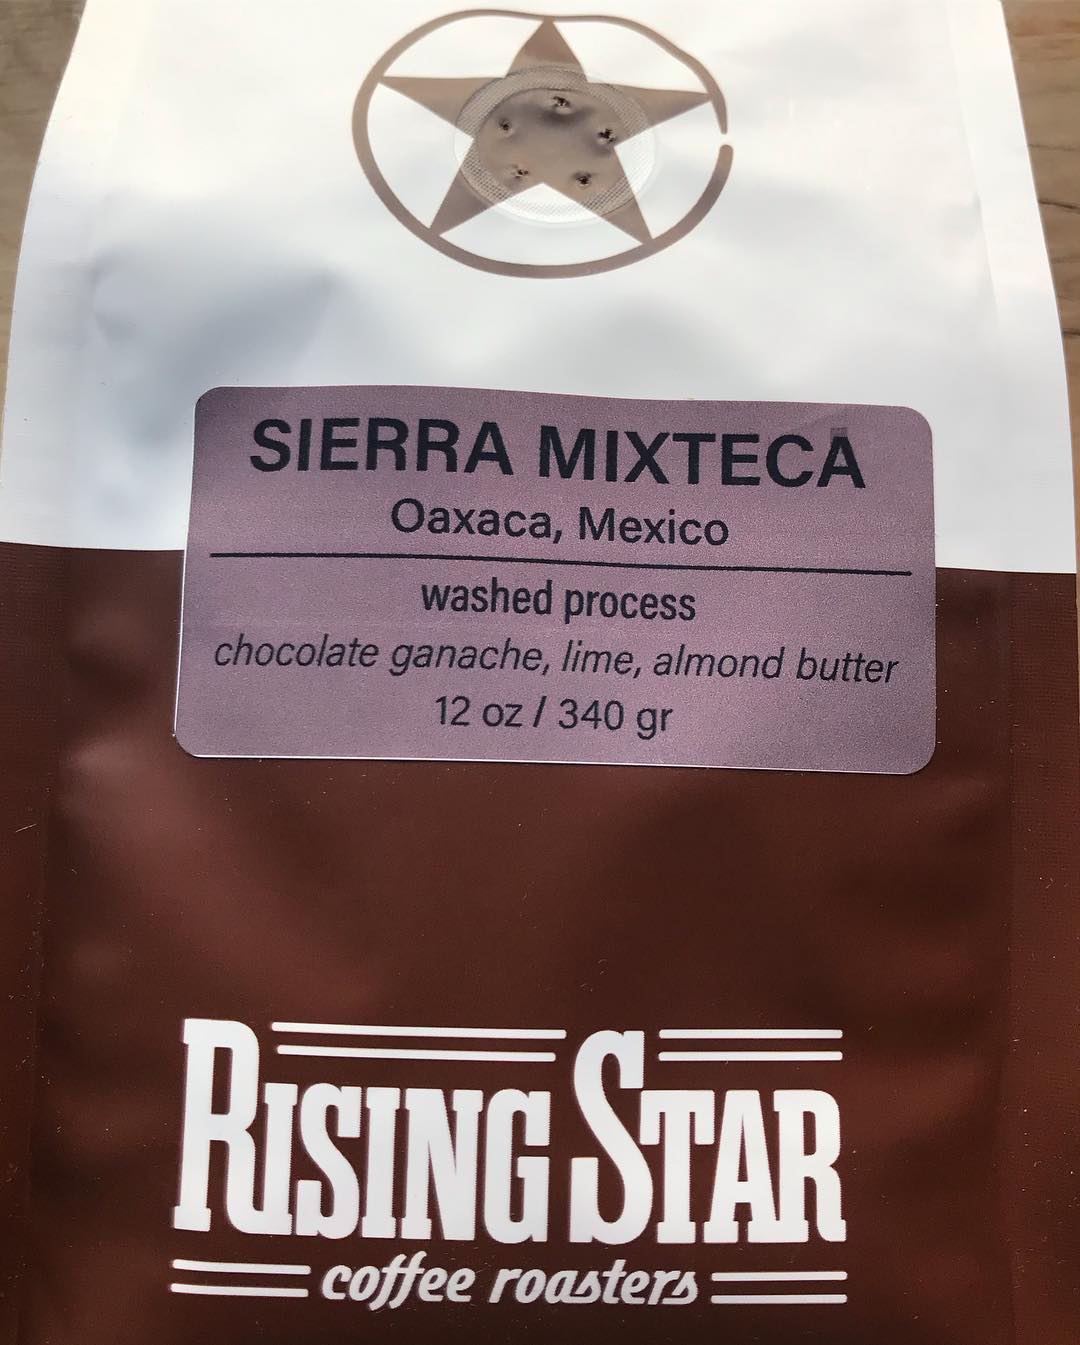 SIERRA MIXTECA
Oaxaca, Mexico
washed process
chocolate ganache, lime, almond butter
12 oz / 340 gr
RISING STAR
coffee roasters